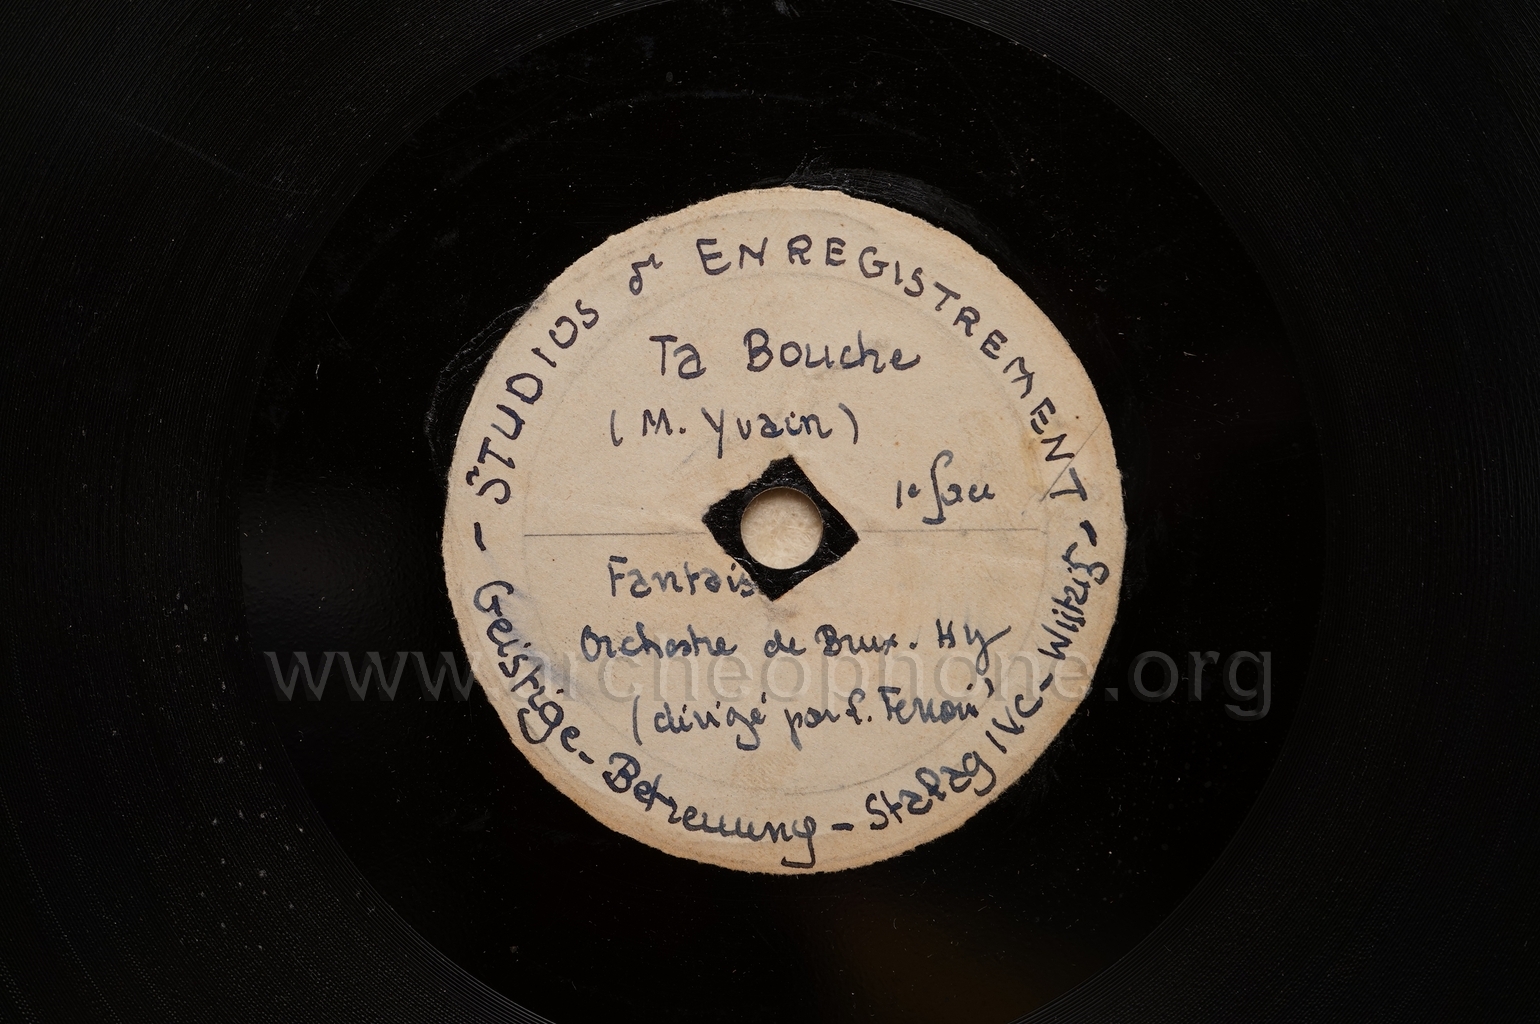 - STUDIOS d' ENREGISTREMENT -
Ta Bouche
(M. Yvain)
1e face
Fantais
Orchestre de Brux. Hy
(dirigé par
Geistige - Betreuung - Stalag IVC - Wistritz
www.archeophone.org